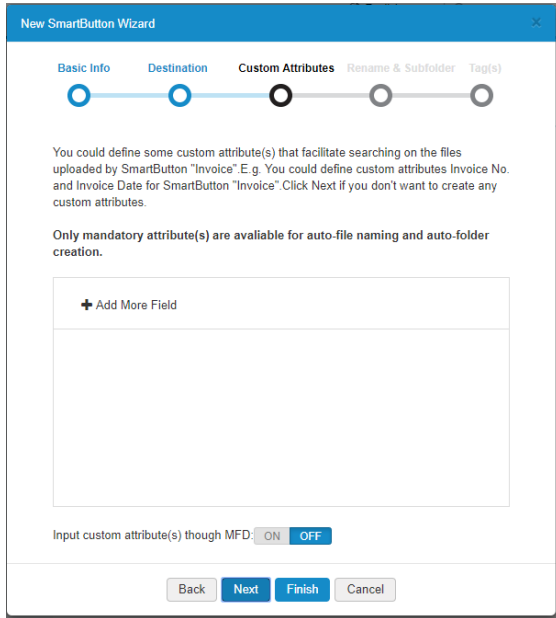 New SmartButton Wizard
×
Basic Info Destination Custom Attributes Rename & Subfolder Tag(s)
You could define some custom attribute(s) that facilitate searching on the files
uploaded by SmartButton "Invoice".E.g. You could define custom attributes Invoice No.
and Invoice Date for SmartButton "Invoice".Click Next if you don't want to create any
custom attributes.
Only mandatory attribute(s) are avaliable for auto-file naming and auto-folder
creation.
+ Add More Field
Input custom attribute(s) though MFD: ON OFF
Back Next Finish Cancel